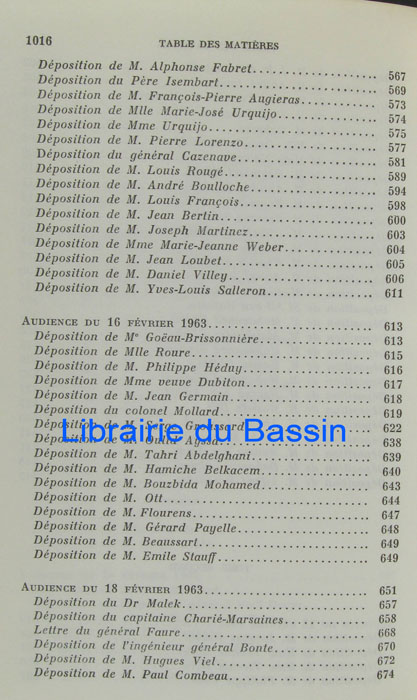 1016 TABLE DES MATIÈRES
Déposition de M. Alphonse Fabret 567
Déposition du Père Isembart 569
Déposition de M. François-Pierre Augieras 573
Déposition de Mlle Marie-José Urquijo 574
Déposition de Mme Urquijo 575
Déposition de M. Pierre Lorenzo 577
Déposition du général Cazenave 581
Déposition de M. Louis Rougé 589
Déposition de M. André Boulloche 594
Déposition de M. Louis François 598
Déposition de M. Jean Bertin 600
Déposition de M. Joseph Martinez 603
Déposition de Mme Marie-Jeanne Weber 604
Déposition de M. Jean Loubet 605
Déposition de M. Daniel Villey 606
Déposition de M. Yves-Louis Salleron 611
AUDIENCE DU 16 FÉVRIER 1963 613
Déposition de Me Goëau-Brissonnière 613
Déposition de Mlle Roure 615
Déposition de M. Philippe Héduy 616
Déposition de Mme veuve Dubiton 617
Déposition de M. Jean Germain 618
Déposition du colonel Mollard 619
Déposition de M. Serge 622
Librairie du Bassin
Déposition de M. 638
Déposition de M. Tahri Abdelghani 639
Déposition de M. Hamiche Belkacem 640
Déposition de M. Bouzbida Mohamed 643
Déposition de M. Ott 644
Déposition de M. Flourens 647
Déposition de M. Gérard Payelle 648
Déposition de M. Beaussart 649
Déposition de M. Emile Stauff 649
AUDIENCE DU 18 FÉVRIER 1963 651
Déposition du Dr Malek 657
Déposition du capitaine Charié-Marsaines 658
Lettre du général Faure 668
Déposition de l'ingénieur général Bonte 670
Déposition de M. Hugues Viel 672
Déposition de M. Paul Combeau 674